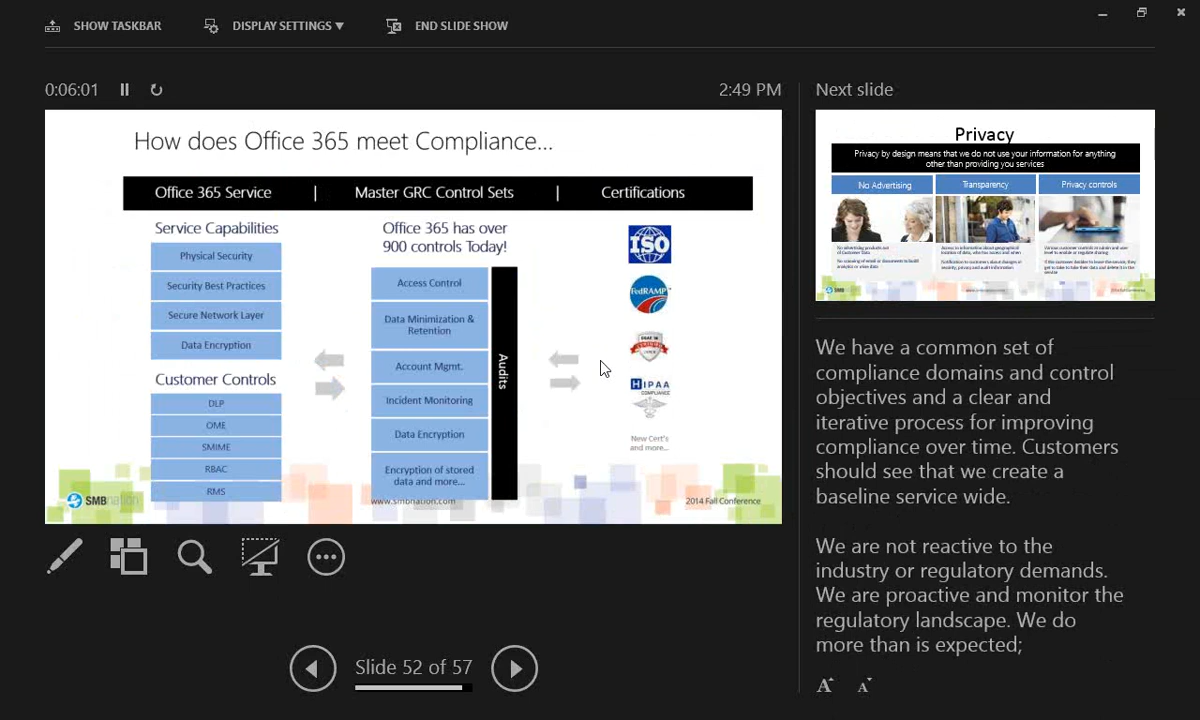 SHOW TASKBAR
DISPLAY SETTINGS ▼
END SLIDE SHOW
0:06:01
2:49 PM
How does Office 365 meet Compliance...
Office 365 Service | Master GRC Control Sets | Certifications
Service Capabilities
Physical Security
Security Best Practices
Secure Network Layer
Data Encryption
Customer Controls
DLP
OME
SMIME
RBAC
RMS
Office 365 has over
900 controls Today!
Access Control
Data Minimization &
Retention
Account Mgmt.
Incident Monitoring
Data Encryption
Encryption of stored
data and more...
Audits
ISO
FedRAMP
HIPAA
COMPLIANCE
New Cert's
and more...
SMBnation
www.smbnation.com
2014 Fall Conference
Slide 52 of 57
Next slide
Privacy
Privacy by design means that we do not use your information for anything
other than providing you services
No Advertising
Transparency
Privacy controls
SMB
We have a common set of
compliance domains and control
objectives and a clear and
iterative process for improving
compliance over time. Customers
should see that we create a
baseline service wide.
We are not reactive to the
industry or regulatory demands.
We are proactive and monitor the
regulatory landscape. We do
more than is expected;
A
A